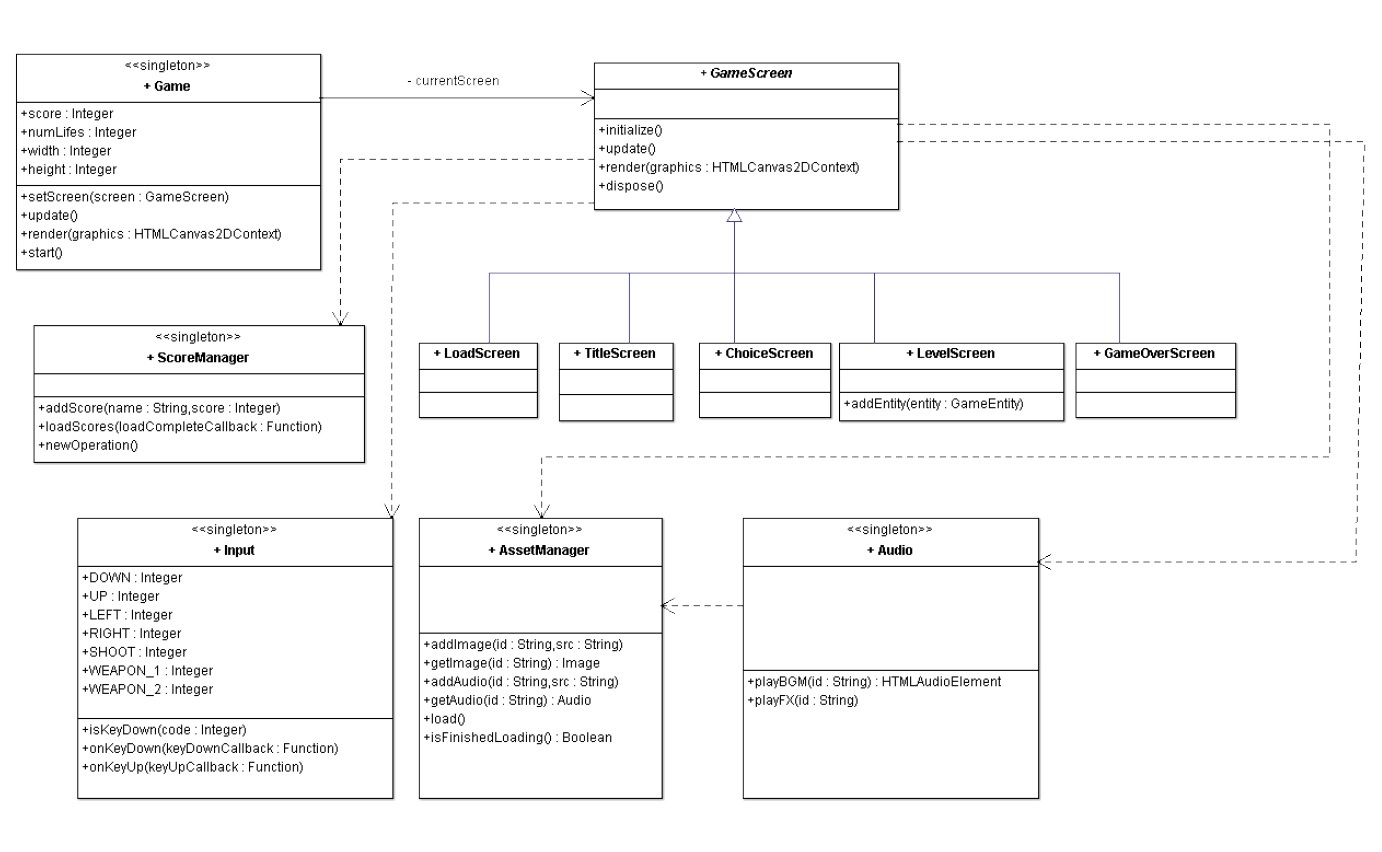 <<singleton>>
+ Game
+score : Integer
+numLifes : Integer
+width : Integer
+height : Integer
+setScreen(screen : GameScreen)
+update()
+render(graphics : HTMLCanvas2DContext)
+start()
- currentScreen
+ GameScreen
+initialize()
+update()
+render(graphics : HTMLCanvas2DContext)
+dispose()
<<singleton>>
+ ScoreManager
+addScore(name : String,score : Integer)
+loadScores(loadCompleteCallback : Function)
+newOperation()
+ LoadScreen
+ TitleScreen
+ ChoiceScreen
+ LevelScreen
+addEntity(entity : GameEntity)
+ GameOverScreen
<<singleton>>
+ Input
+DOWN : Integer
+UP : Integer
+LEFT : Integer
+RIGHT : Integer
+SHOOT : Integer
+WEAPON_1 : Integer
+WEAPON_2 : Integer
+isKeyDown(code : Integer)
+onKeyDown(keyDownCallback : Function)
+onKeyUp(keyUpCallback : Function)
<<singleton>>
+ AssetManager
+addImage(id : String,src : String)
+getImage(id : String) : Image
+addAudio(id : String,src : String)
+getAudio(id : String) : Audio
+load()
+isFinishedLoading() : Boolean
<<singleton>>
+ Audio
+playBGM(id : String) : HTMLAudioElement
+playFX(id : String)